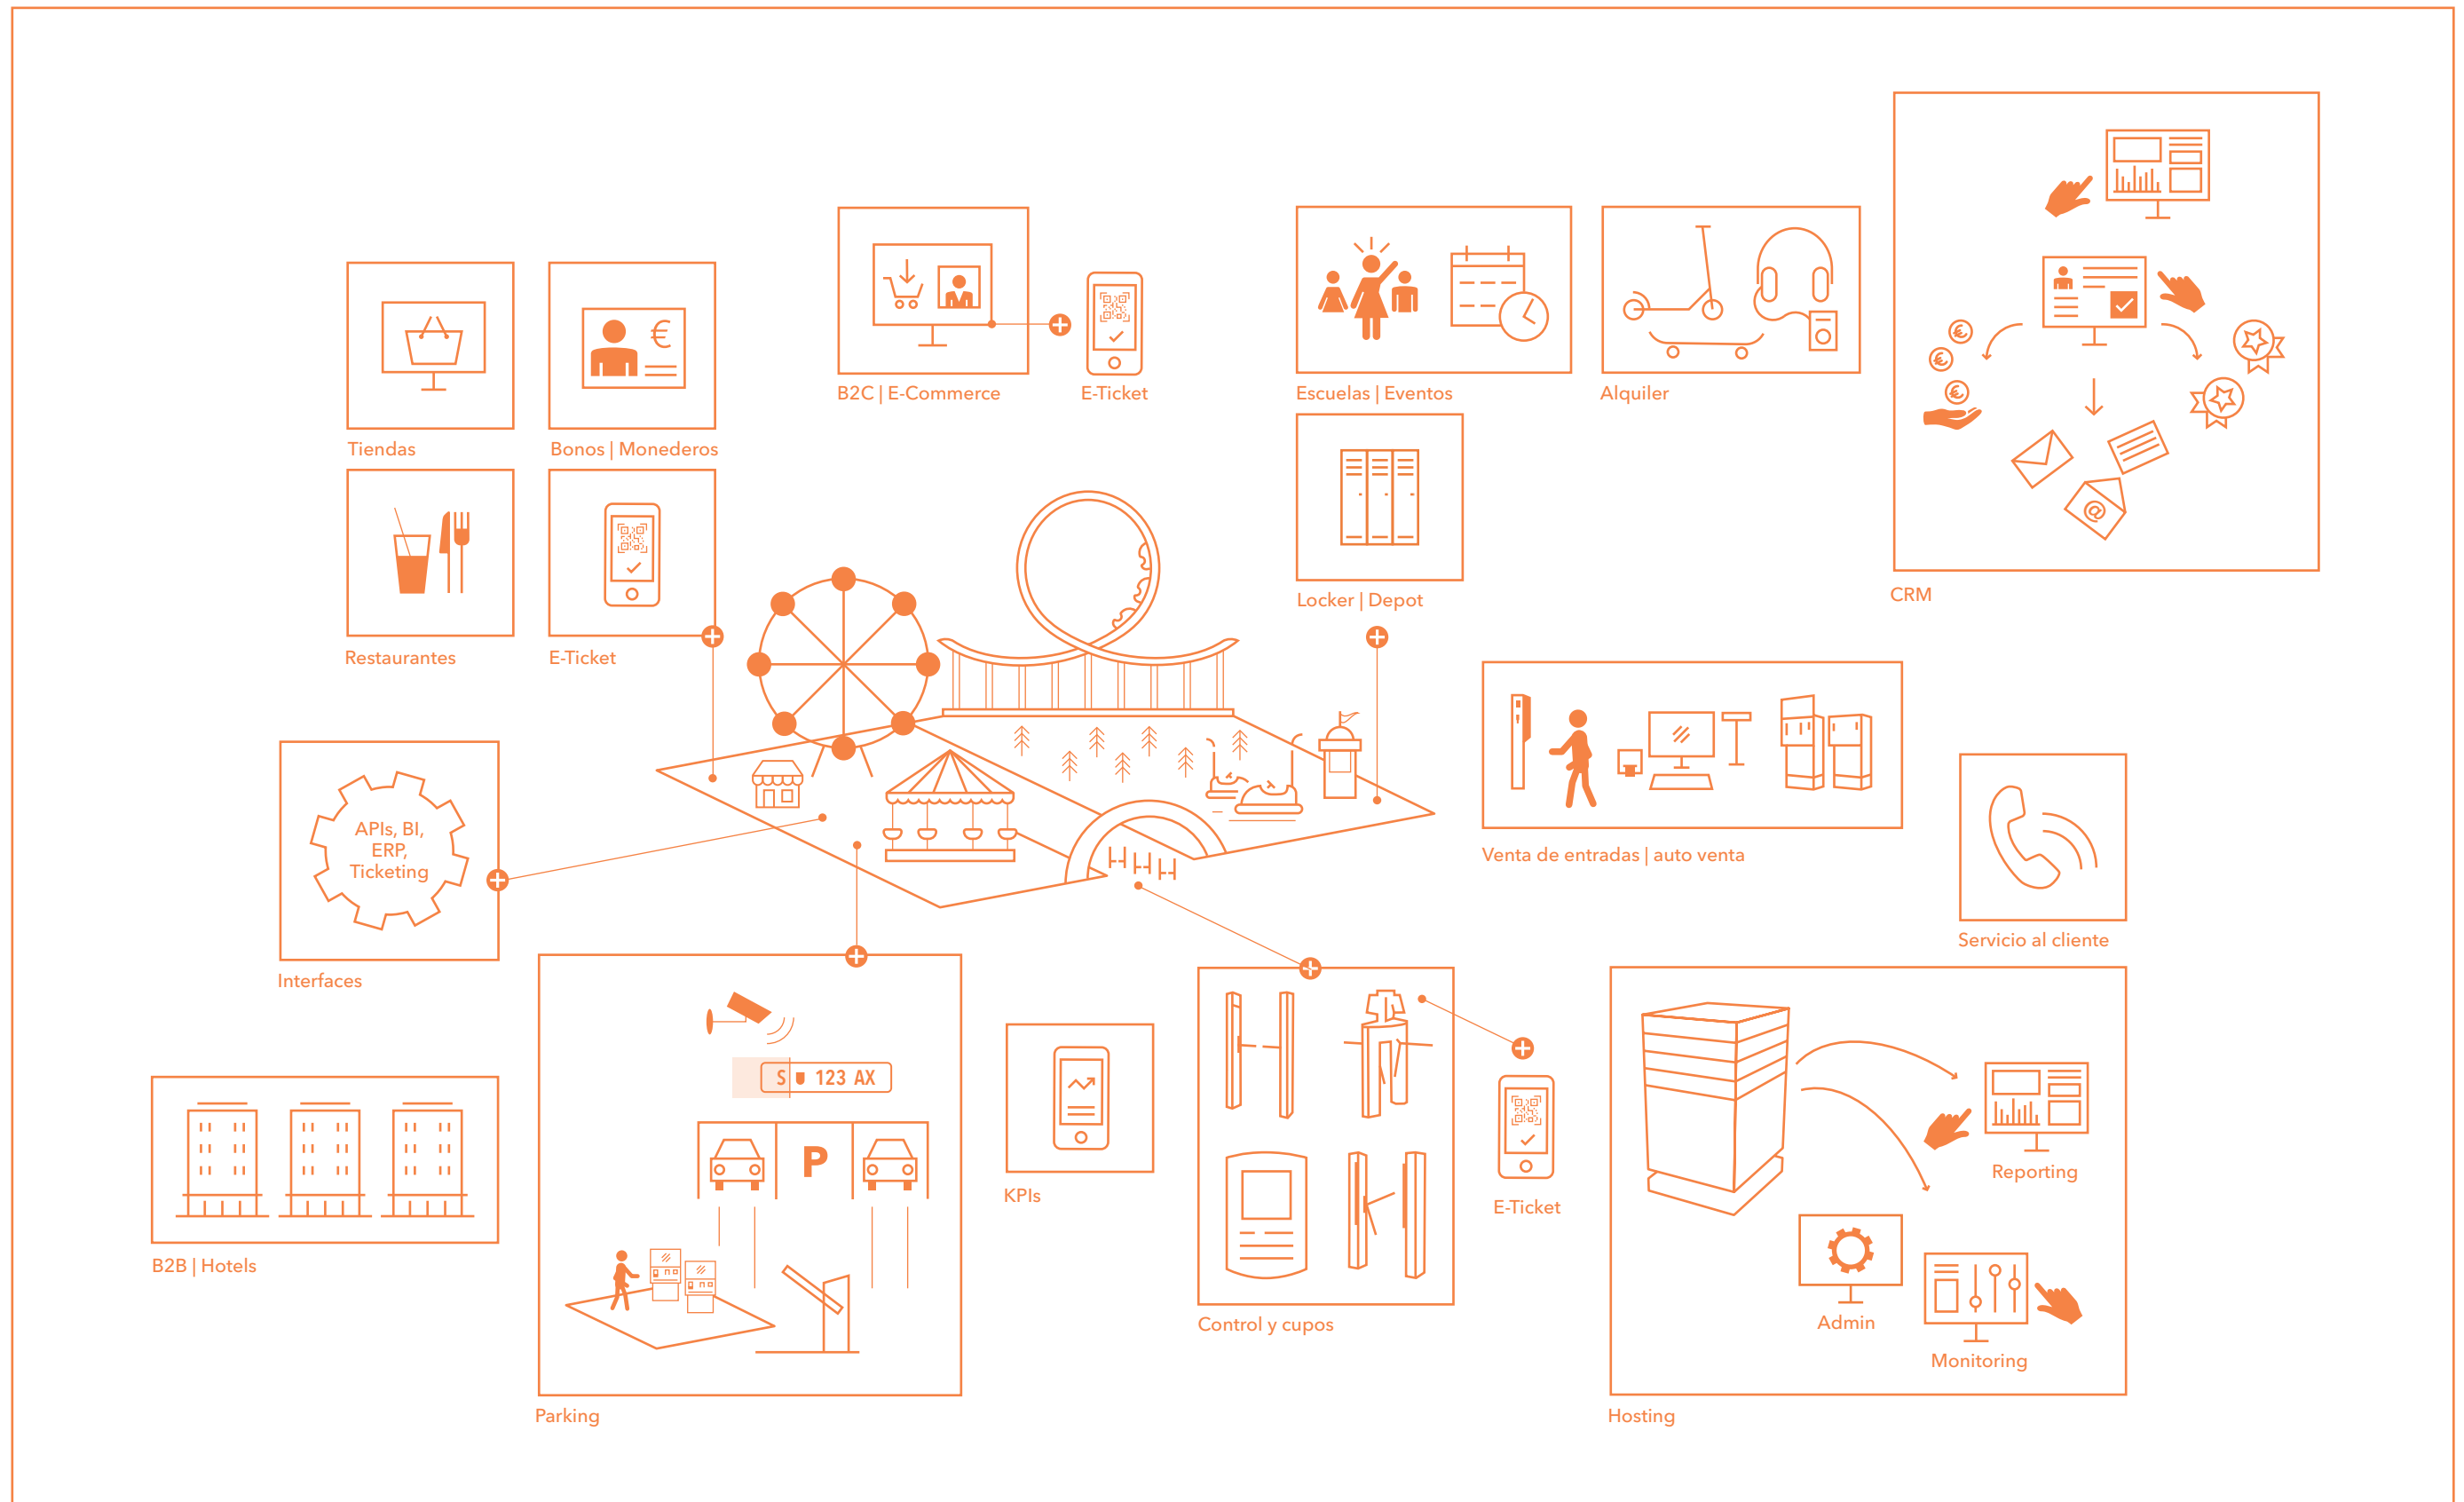 B2C | E-Commerce
E-Ticket
Escuelas | Eventos
Alquiler
€
€
€
@
CRM
€
Tiendas
Bonos | Monederos
Restaurantes
E-Ticket
Locker | Depot
Venta de entradas | auto venta
Servicio al cliente
APIs, BI,
ERP,
Ticketing
Interfaces
S 123 AX
P
Parking
B2B | Hotels
KPIs
Control y cupos
E-Ticket
Reporting
Admin
Monitoring
Hosting